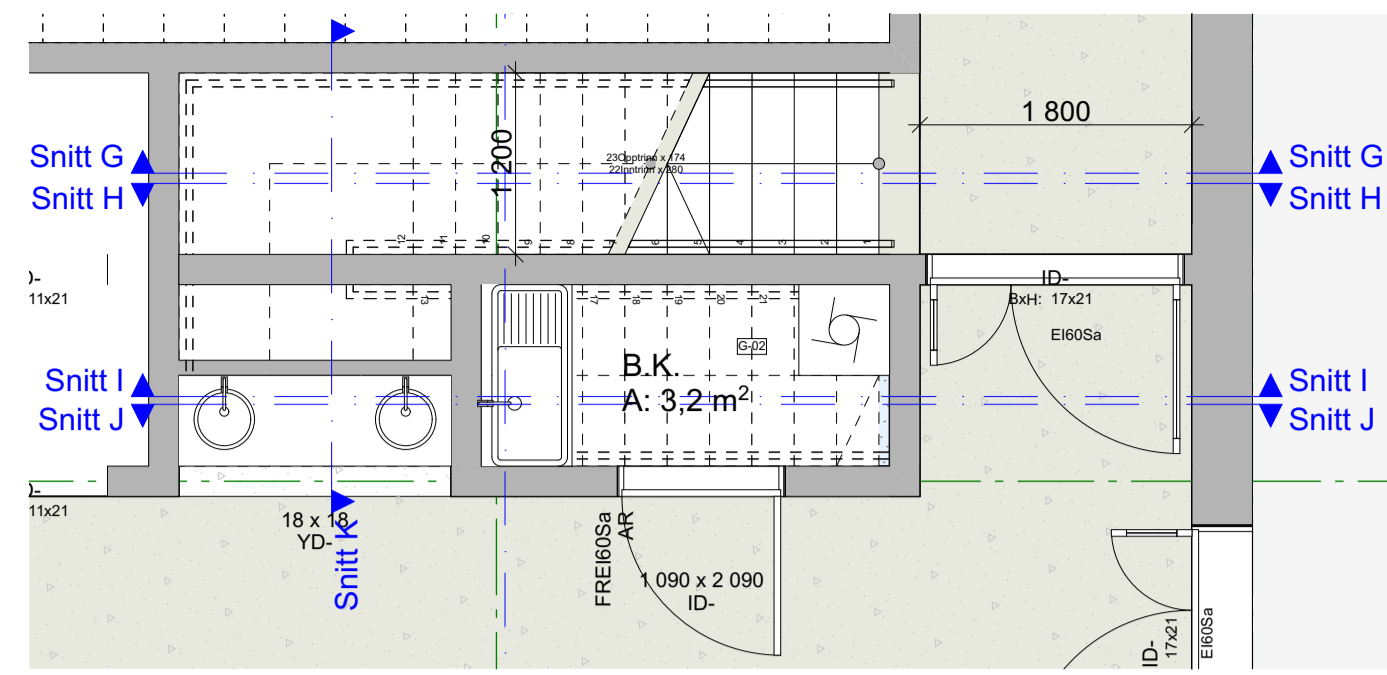 1 800
Snitt G
Snitt H
1 200
23Opptrinn x 174
22Inntrinn x 280
Snitt G
Snitt H
12
11
10
9
8
7
6
5
4
3
2
1
D-
11x21
ID-
BxH: 17x21
EI60Sa
13
17
18
19
20
21
G-02
B.K.
A: 3,2 m²
Snitt I
Snitt J
Snitt I
Snitt J
D-
11x21
18 x 18
YD-
Snitt K
FREI60Sa
AR
1 090 x 2 090
ID-
ID-
17x21
EI60Sa